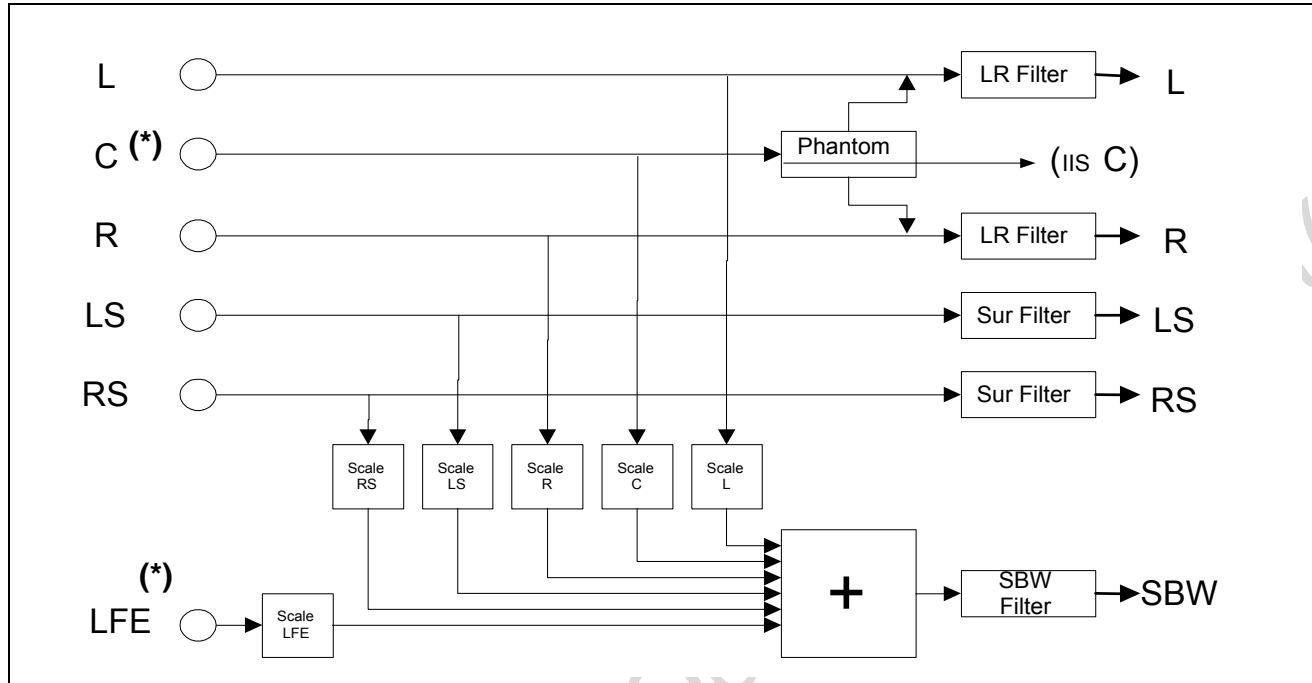 L LR Filter L
C (*) Phantom (IIS C)
R LR Filter R
LS Sur Filter LS
RS Sur Filter RS
Scale RS
Scale LS
Scale R
Scale C
Scale L
(*)
LFE Scale LFE + SBW Filter SBW